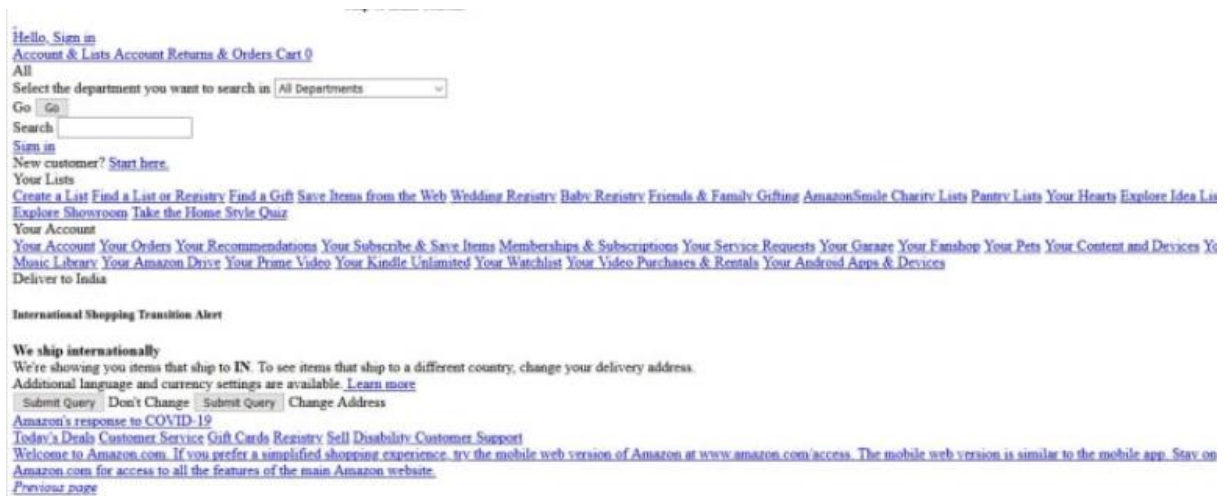 Hello, Sign in
Account & Lists Account Returns & Orders Cart 0
All
Select the department you want to search in All Departments
Go Go
Search
Sign in
New customer? Start here.
Your Lists
Create a List Find a List or Registry Find a Gift Save Items from the Web Wedding Registry Baby Registry Friends & Family Gifting AmazonSmile Charity Lists Pantry Lists Your Hearts Explore Idea Lis
Explore Showroom Take the Home Style Quiz
Your Account
Your Account Your Orders Your Recommendations Your Subscribe & Save Items Memberships & Subscriptions Your Service Requests Your Garage Your Fanshop Your Pets Your Content and Devices Yo
Music Library Your Amazon Drive Your Prime Video Your Kindle Unlimited Your Watchlist Your Video Purchases & Rentals Your Android Apps & Devices
Deliver to India
International Shopping Transition Alert
We ship internationally
We're showing you items that ship to IN. To see items that ship to a different country, change your delivery address.
Additional language and currency settings are available. Learn more
Submit Query Don't Change Submit Query Change Address
Amazon's response to COVID-19
Today's Deals Customer Service Gift Cards Registry Sell Disability Customer Support
Welcome to Amazon.com. If you prefer a simplified shopping experience, try the mobile web version of Amazon at www.amazon.com/access. The mobile web version is similar to the mobile app. Stay on
Amazon.com for access to all the features of the main Amazon website.
Previous page